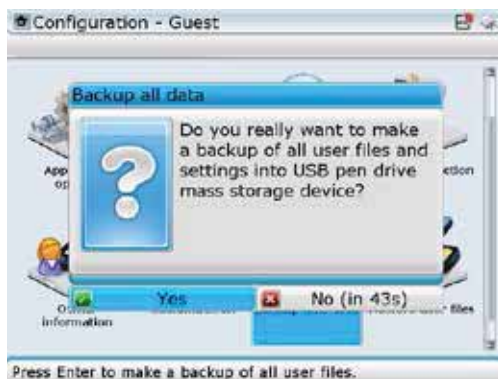 Configuration - Guest
Backup all data
Do you really want to make
a backup of all user files and
settings into USB pen drive
mass storage device?
Yes
No (in 43s)
information
files
Press Enter to make a backup of all user files.